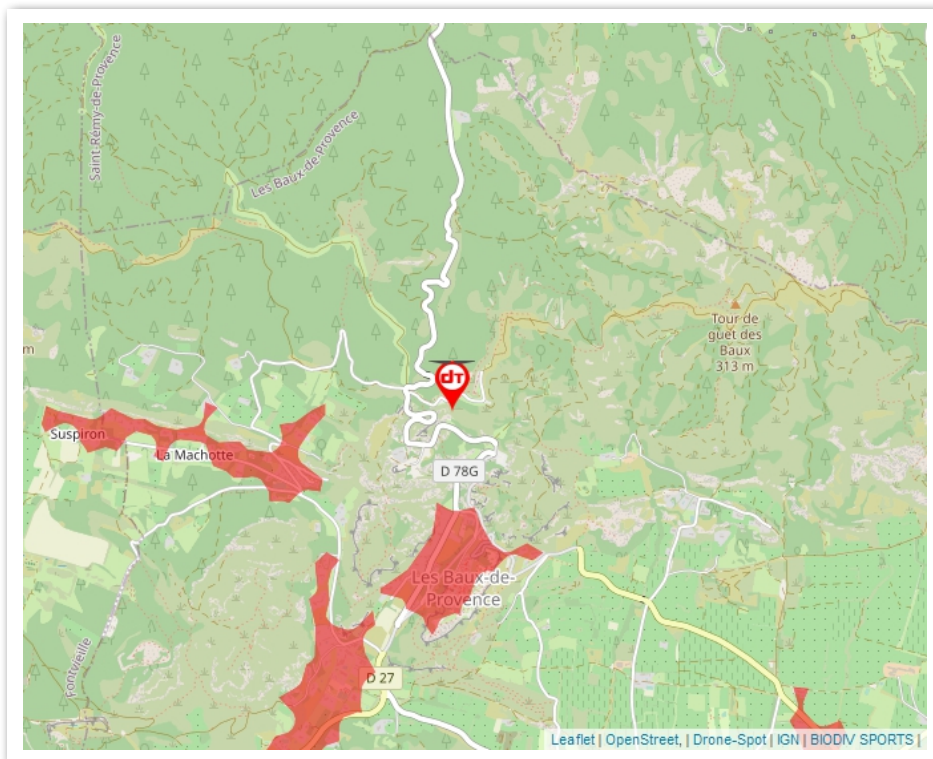 Saint-Rémy-de-Provence
Les Baux-de-Provence
m
Tour de
guet des
Baux
313 m
dT
Suspiron
La Machotte
D 78G
Les Baux-de-
Provence
Fontvieille
D 27
Leaflet | OpenStreet, | Drone-Spot | IGN | BIODIV SPORTS |